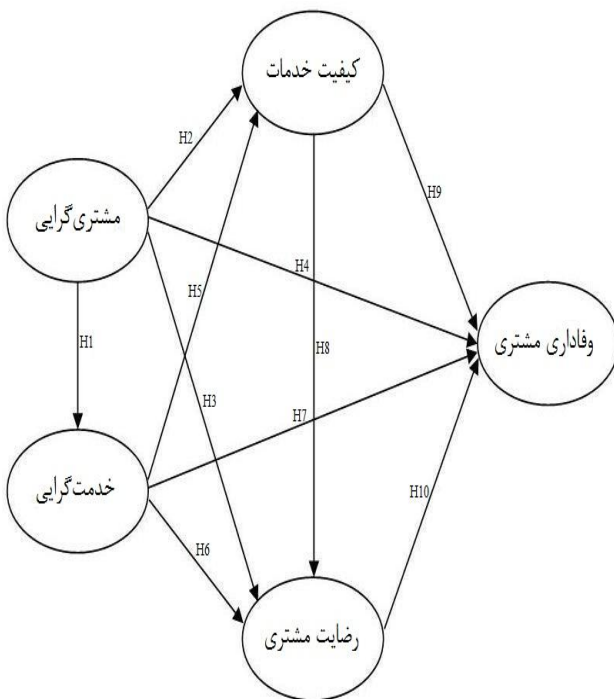 کیفیت خدمات
H2
مشتری‌گرایی
H9
H4
H5
H1
H8
وفاداری مشتری
H3
H7
خدمت‌گرایی
H10
H6
رضایت مشتری